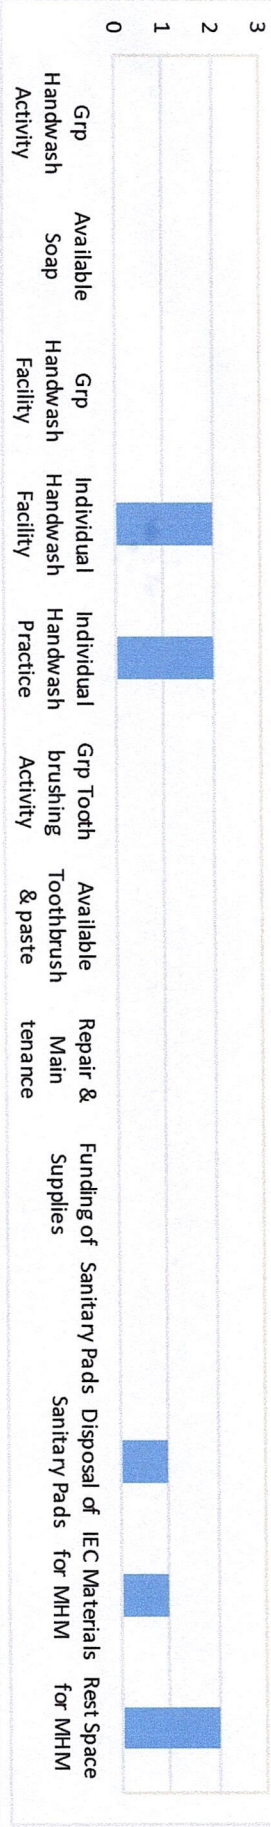 3
2
1
0
Grp
Handwash
Activity
Available
Soap
Grp
Handwash
Facility
Individual
Handwash
Facility
Individual
Handwash
Practice
Grp Tooth
brushing
Activity
Available
Toothbrush
& paste
Repair &
Main
tenance
Funding of
Supplies
Sanitary Pads
Disposal of
Sanitary Pads
IEC Materials
for MHM
Rest Space
for MHM